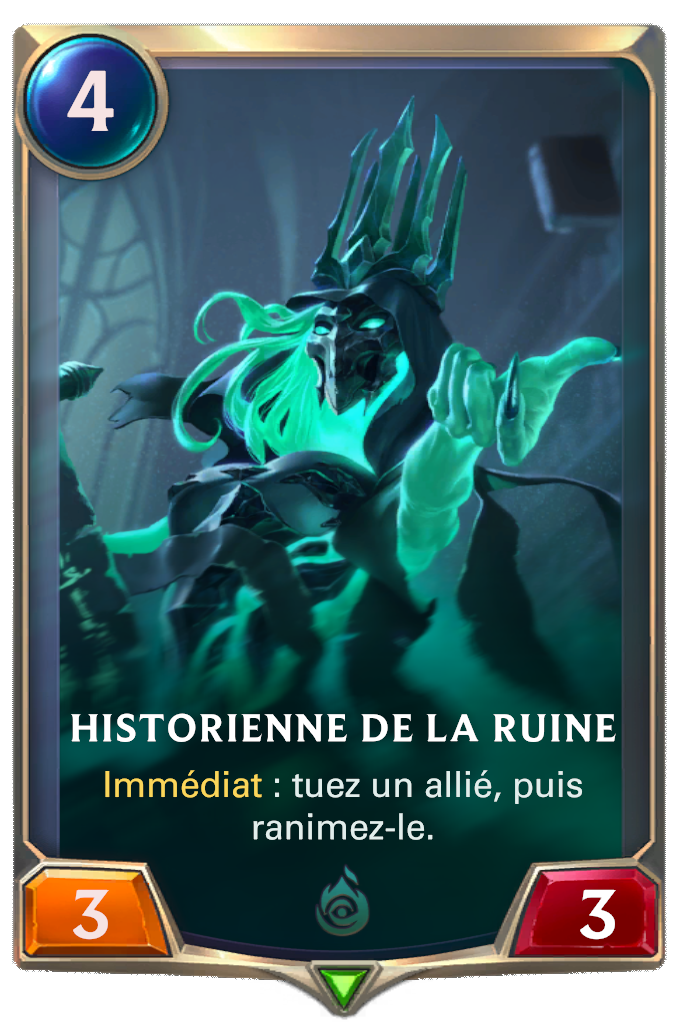 4
HISTORIENNE DE LA RUINE
Immédiat : tuez un allié, puis
ranimez-le.
3
3